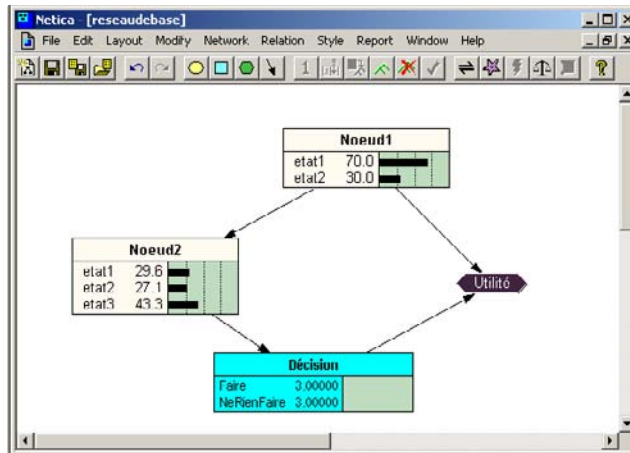 Netica - [reseaudebase]
File Edit Layout Modify Network Relation Style Report Window Help
Noeud1
etat1 70.0
etat2 30.0
Noeud2
etat1 29.6
etat2 27.1
etat3 43.3
Utilité
Décision
Faire 3.00000
NeRienFaire 3.00000